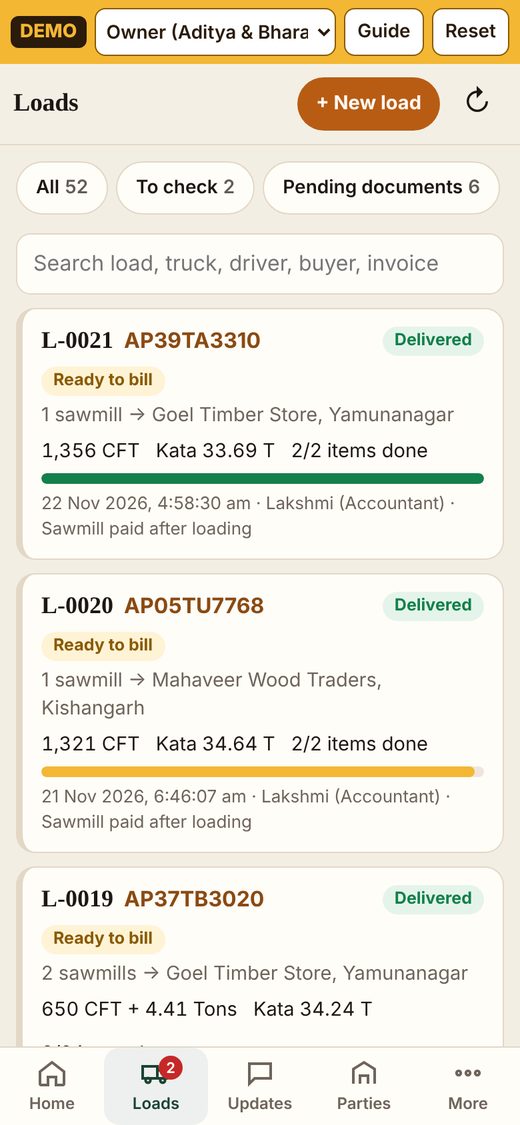 DEMO
Owner (Aditya & Bhara
Guide
Reset
Loads
+ New load
All 52
To check 2
Pending documents 6
Search load, truck, driver, buyer, invoice
L-0021 AP39TA3310
Delivered
Ready to bill
1 sawmill → Goel Timber Store, Yamunanagar
1,356 CFT Kata 33.69 T 2/2 items done
22 Nov 2026, 4:58:30 am · Lakshmi (Accountant) ·
Sawmill paid after loading
L-0020 AP05TU7768
Delivered
Ready to bill
1 sawmill → Mahaveer Wood Traders,
Kishangarh
1,321 CFT Kata 34.64 T 2/2 items done
21 Nov 2026, 6:46:07 am · Lakshmi (Accountant) ·
Sawmill paid after loading
L-0019 AP37TB3020
Delivered
Ready to bill
2 sawmills → Goel Timber Store, Yamunanagar
650 CFT + 4.41 Tons Kata 34.24 T
2
Home
Loads
Updates
Parties
More